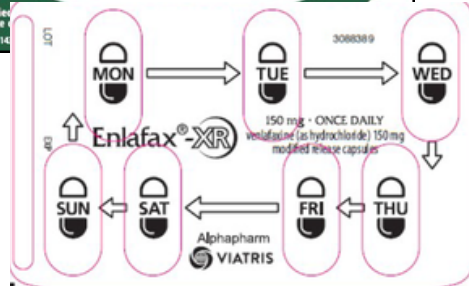 LOT
3088389
MON
TUE
WED
Enlafax®-XR
150 mg · ONCE DAILY
venlafaxine (as hydrochloride) 150 mg
modified release capsules
EXP
SUN
SAT
FRI
THU
Alphapharm
VIATRIS